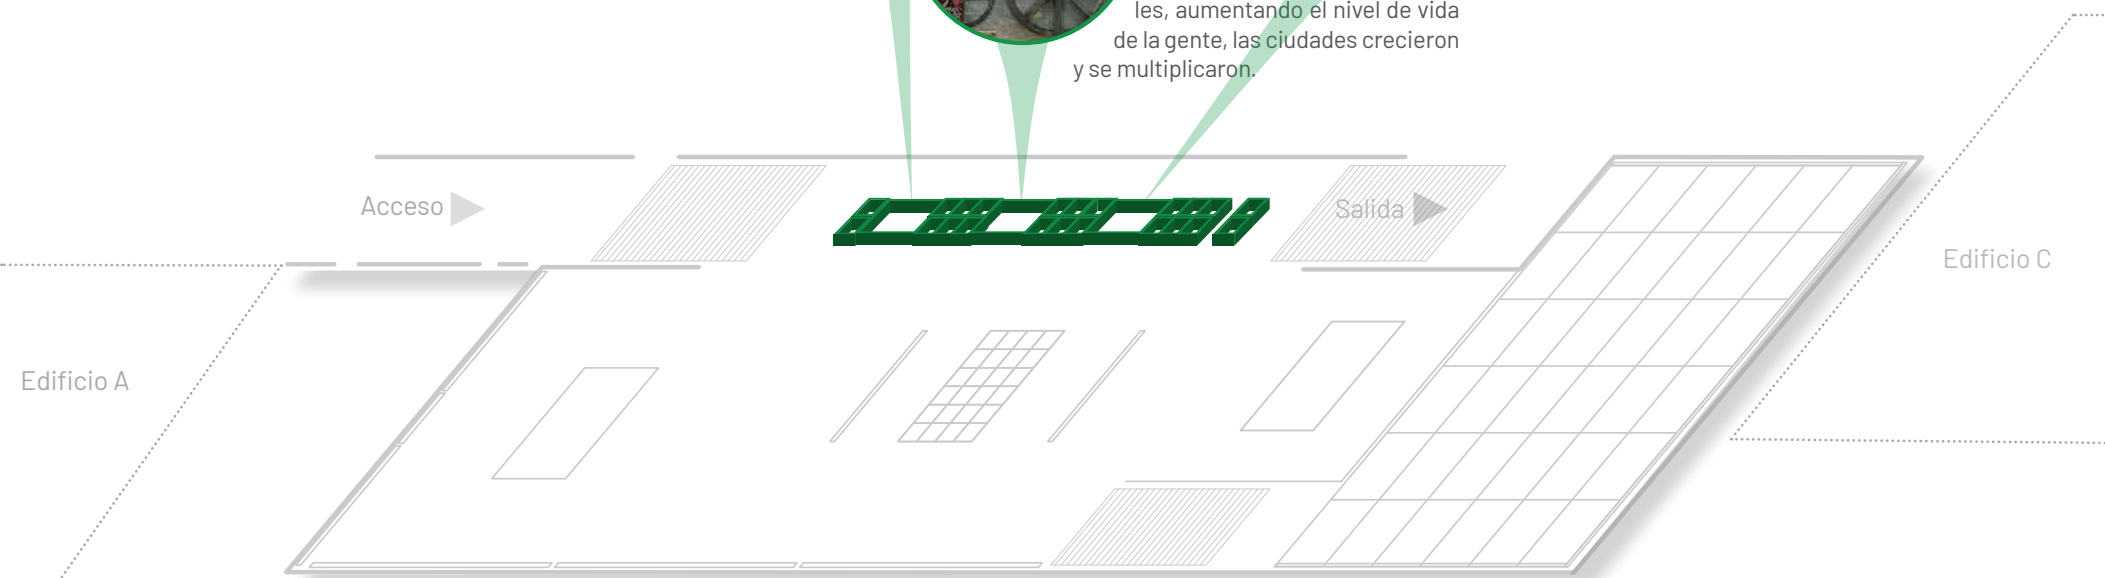 les, aumentando el nivel de vida
de la gente, las ciudades crecieron
y se multiplicaron.
Acceso
Salida
Edificio C
Edificio A